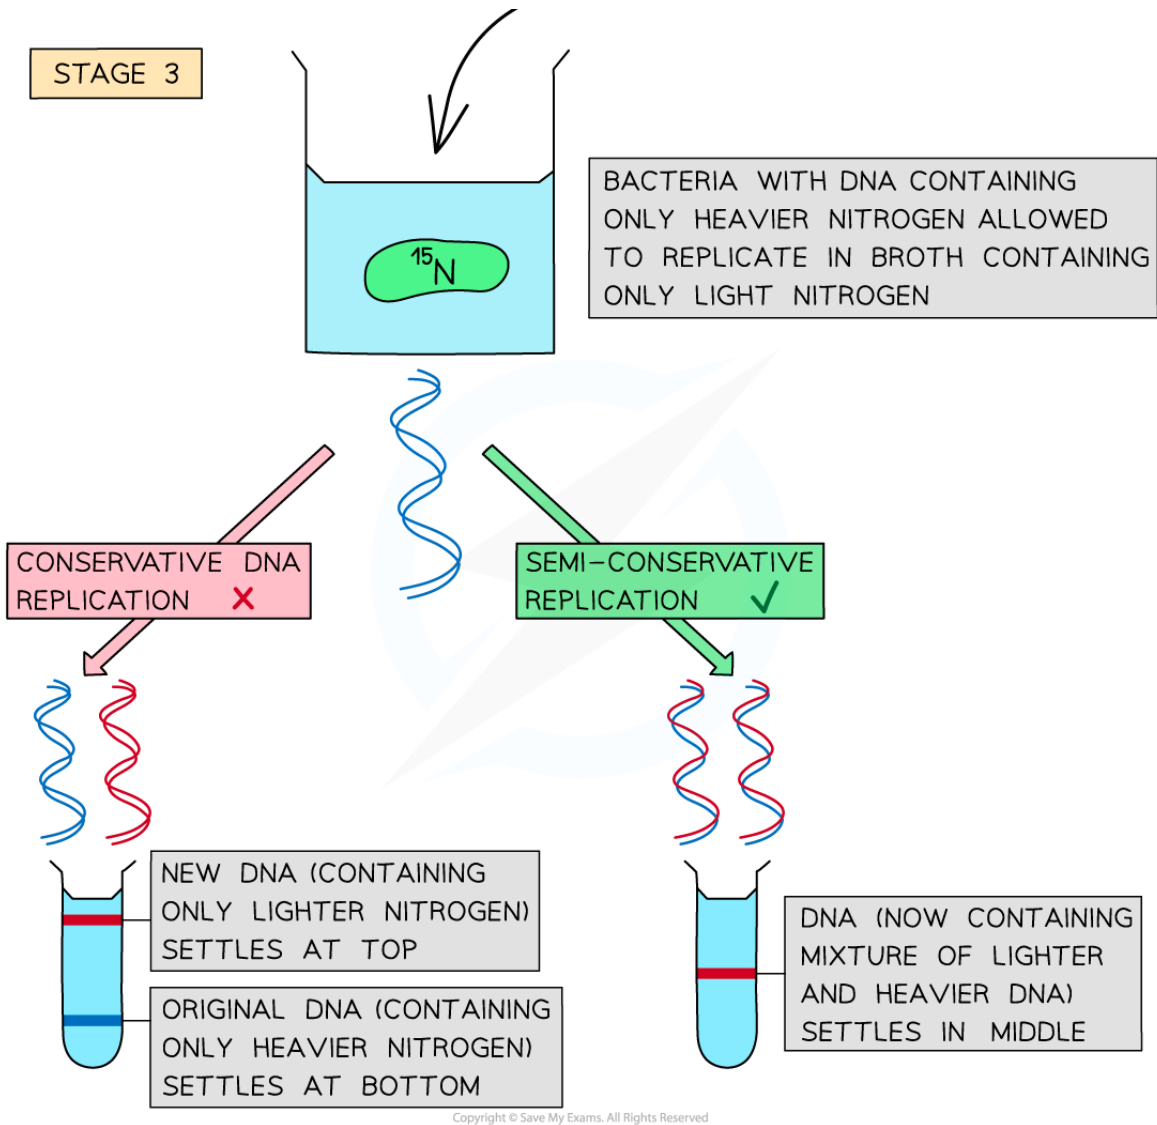 STAGE 3
BACTERIA WITH DNA CONTAINING
ONLY HEAVIER NITROGEN ALLOWED
TO REPLICATE IN BROTH CONTAINING
ONLY LIGHT NITROGEN
15N
CONSERVATIVE DNA
REPLICATION ✗
SEMI-CONSERVATIVE
REPLICATION ✓
NEW DNA (CONTAINING
ONLY LIGHTER NITROGEN)
SETTLES AT TOP
ORIGINAL DNA (CONTAINING
ONLY HEAVIER NITROGEN)
SETTLES AT BOTTOM
DNA (NOW CONTAINING
MIXTURE OF LIGHTER
AND HEAVIER DNA)
SETTLES IN MIDDLE
Copyright © Save My Exams. All Rights Reserved